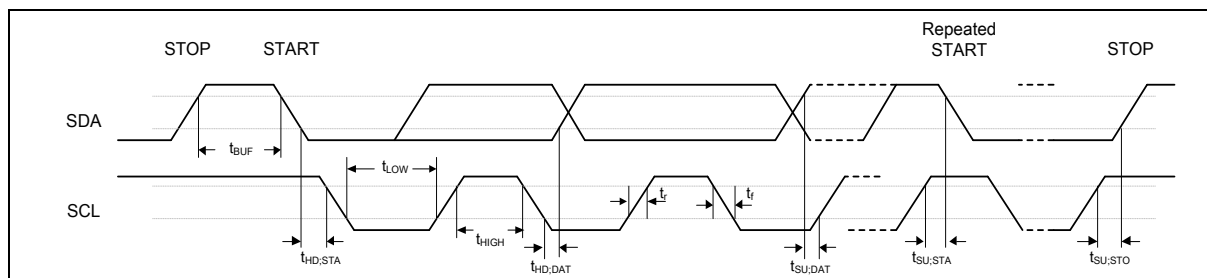 Repeated
STOP START START STOP
SDA
tBUF
tLOW
SCL
tr tf
tHIGH
tHD;STA tHD;DAT tSU;DAT tSU;STA tSU;STO